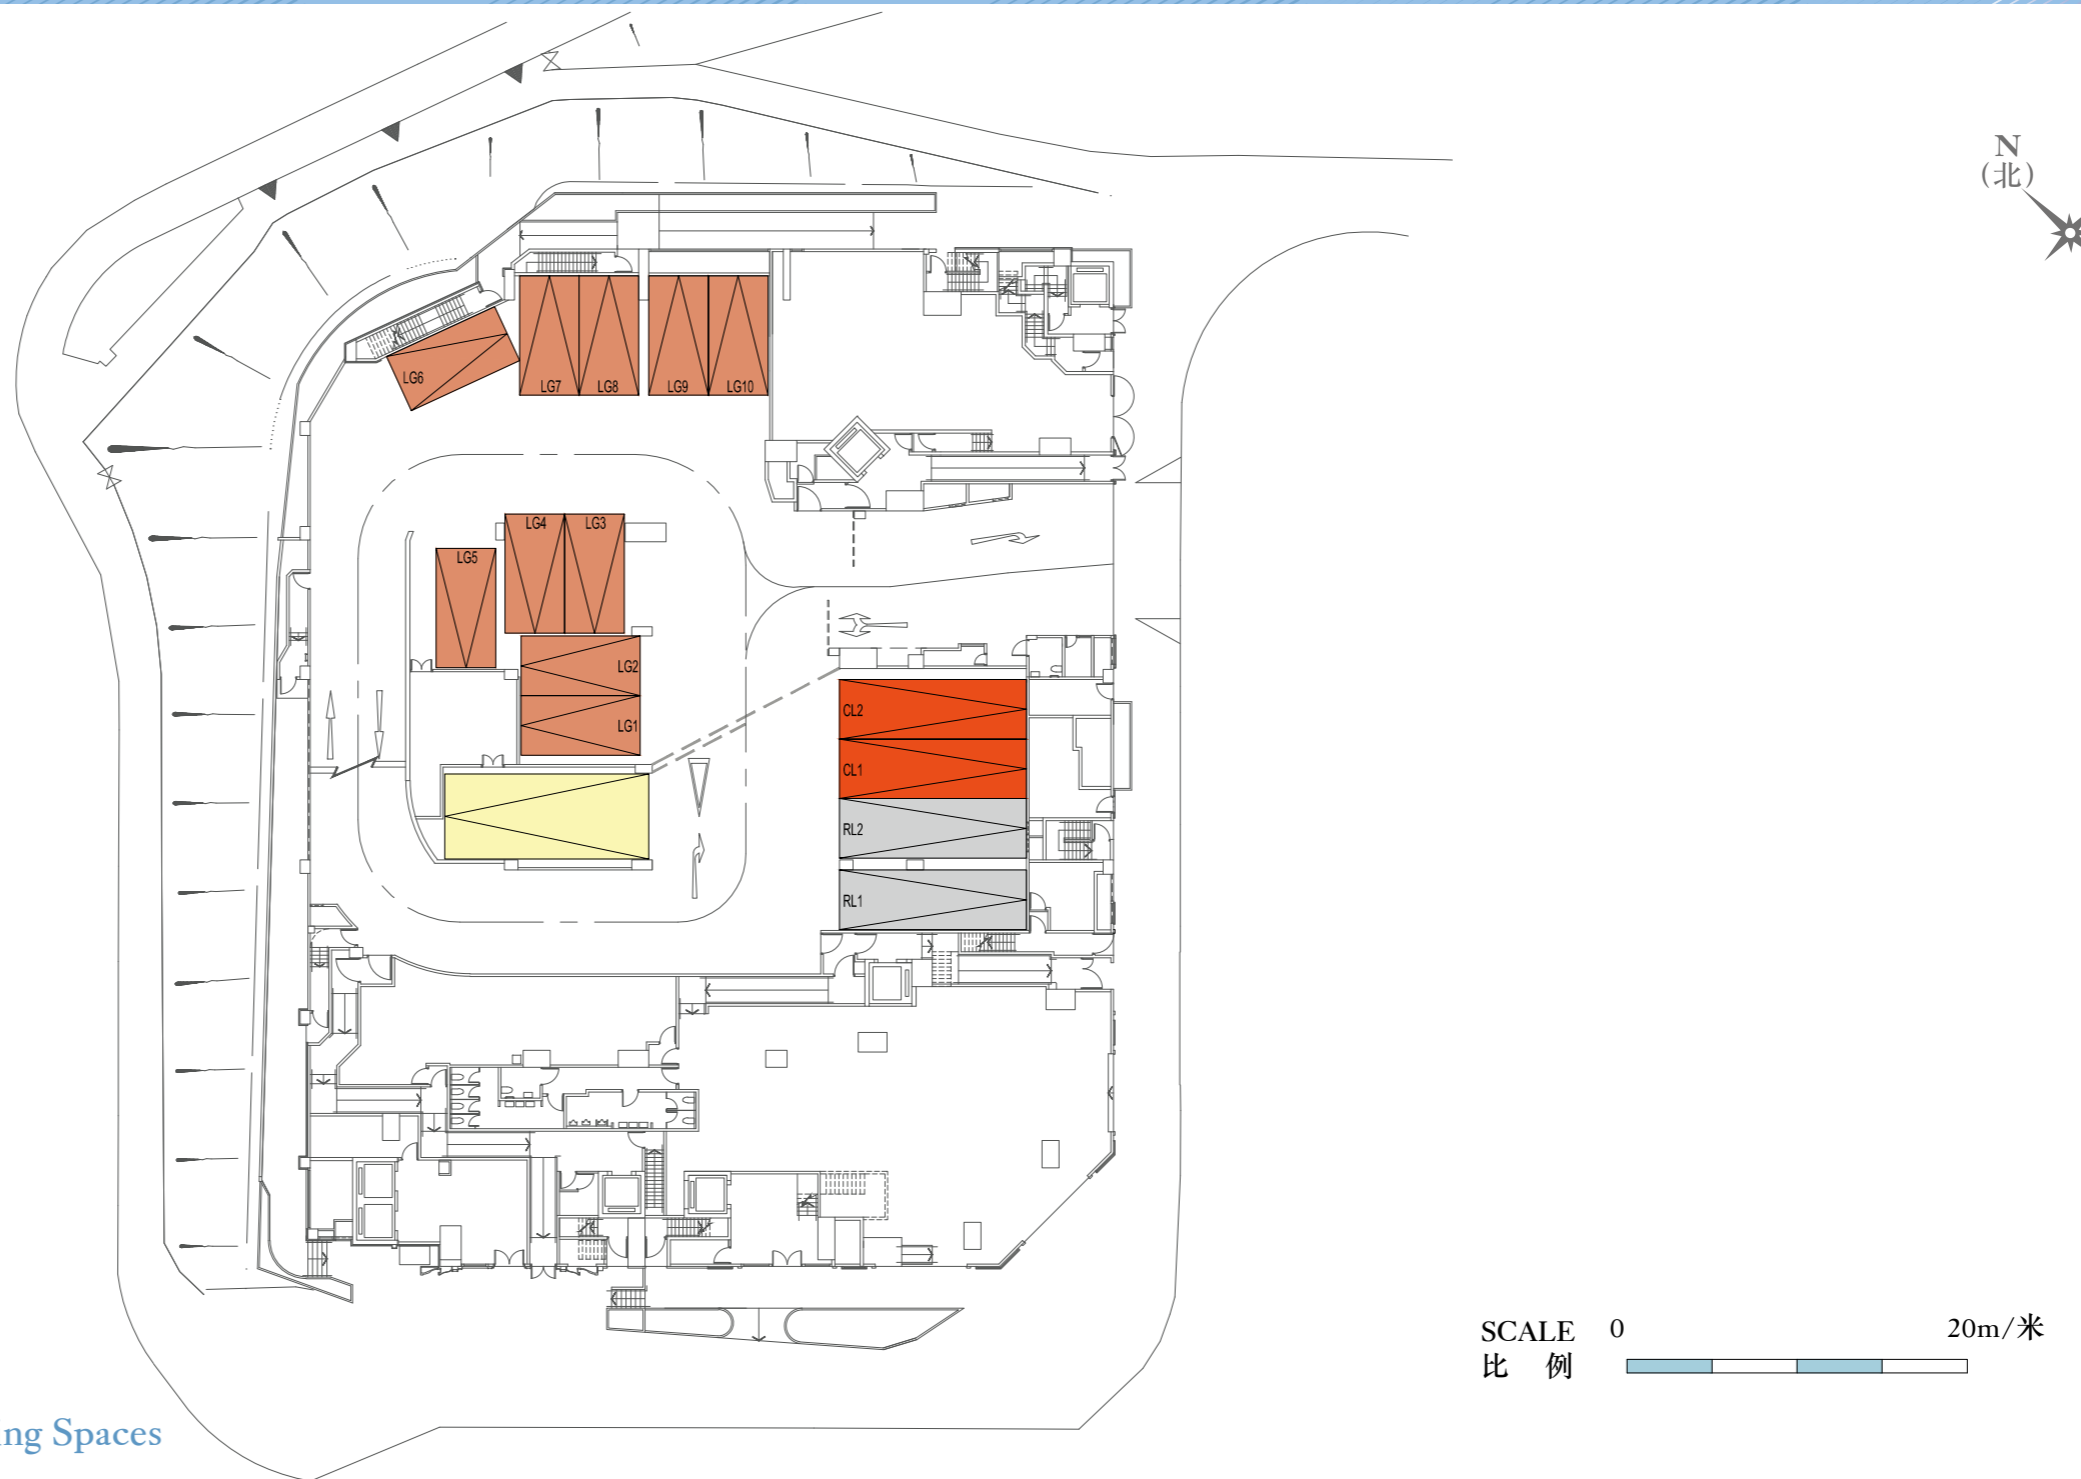 N
(北)
LG6
LG7
LG8
LG9
LG10
LG4
LG3
LG5
LG2
LG1
CL2
CL1
RL2
RL1
SCALE 0 20m/米
比 例
ng Spaces